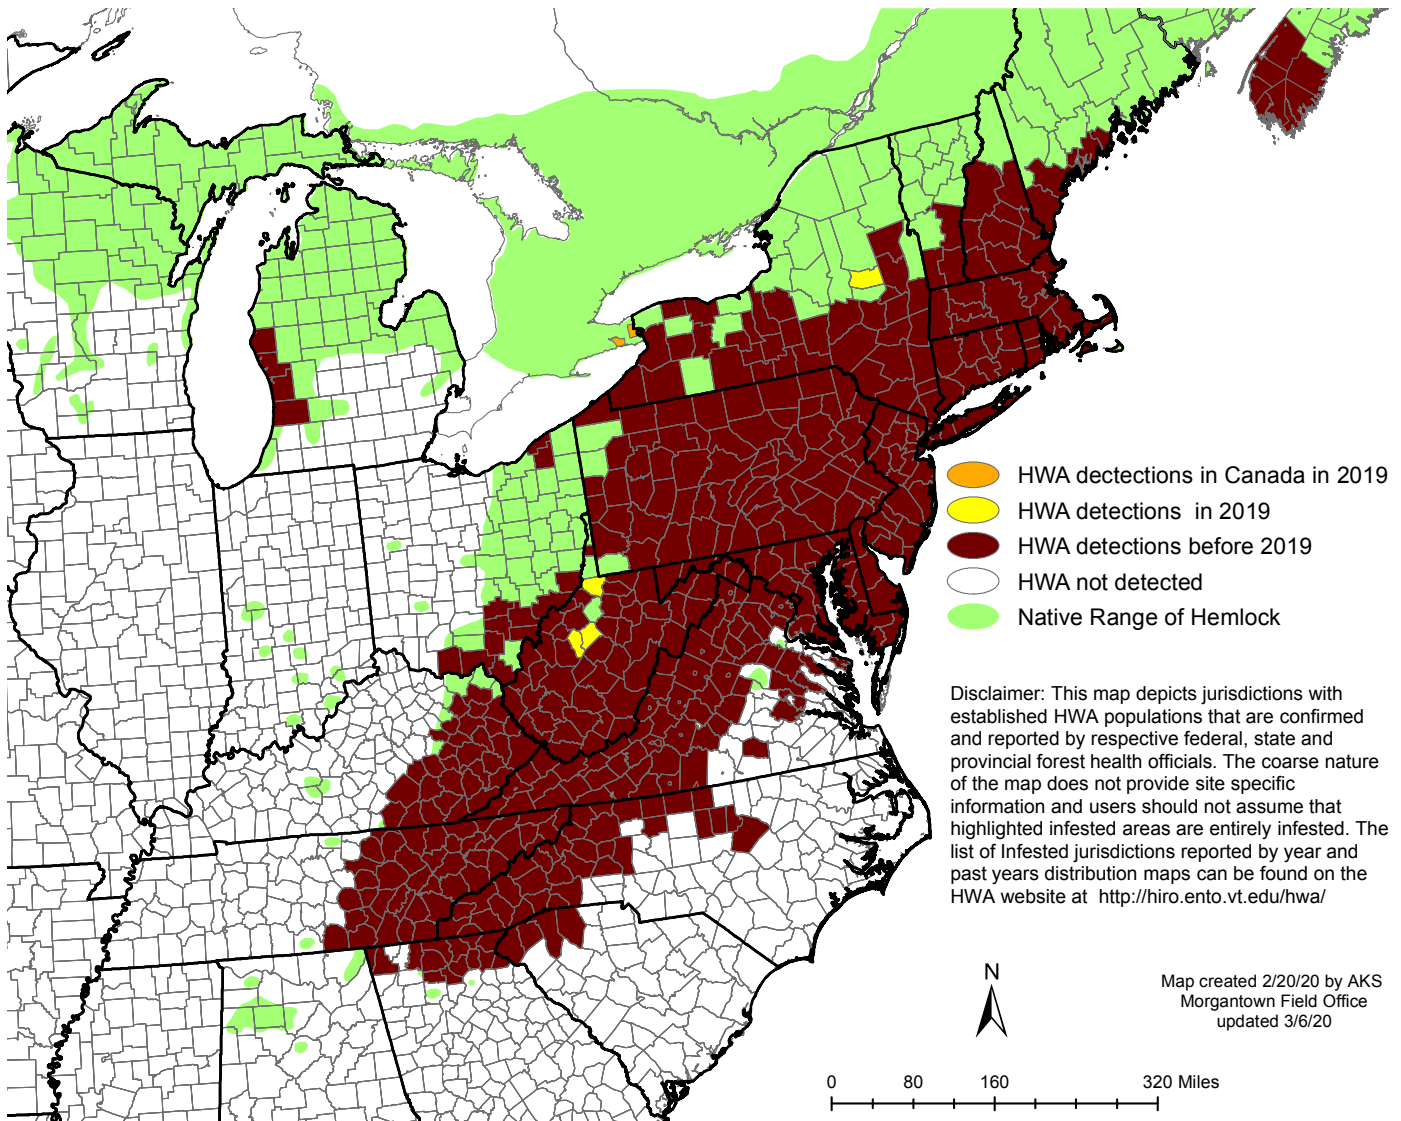 HWA dectections in Canada in 2019
HWA detections  in 2019
HWA detections before 2019
HWA not detected
Native Range of Hemlock
Disclaimer: This map depicts jurisdictions with
established HWA populations that are confirmed
and reported by respective federal, state and
provincial forest health officials. The coarse nature
of the map does not provide site specific
information and users should not assume that
highlighted infested areas are entirely infested. The
list of Infested jurisdictions reported by year and
past years distribution maps can be found on the
HWA website at  http://hiro.ento.vt.edu/hwa/
N
Map created 2/20/20 by AKS
Morgantown Field Office
updated 3/6/20
0 80 160 320 Miles